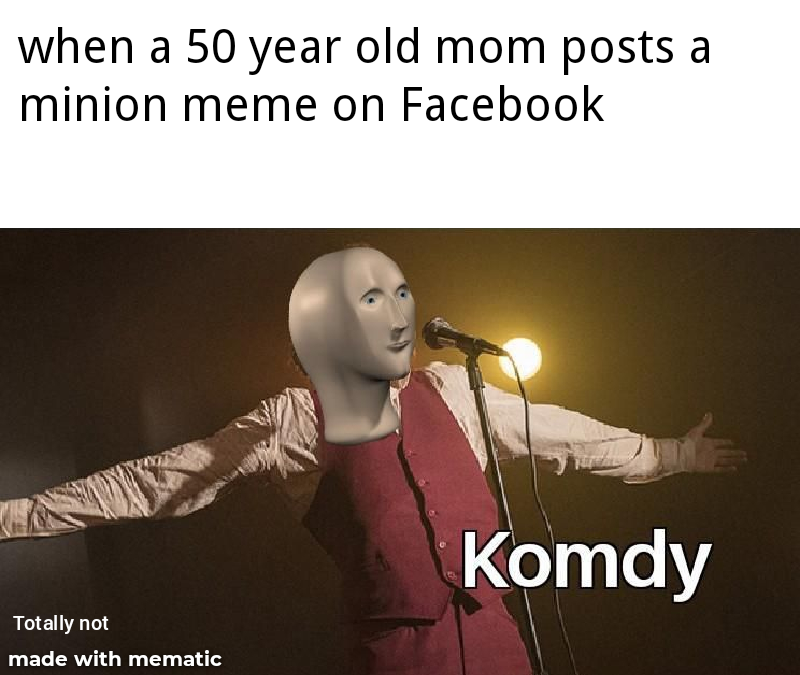 when a 50 year old mom posts a
minion meme on Facebook
Komdy
Totally not
made with mematic